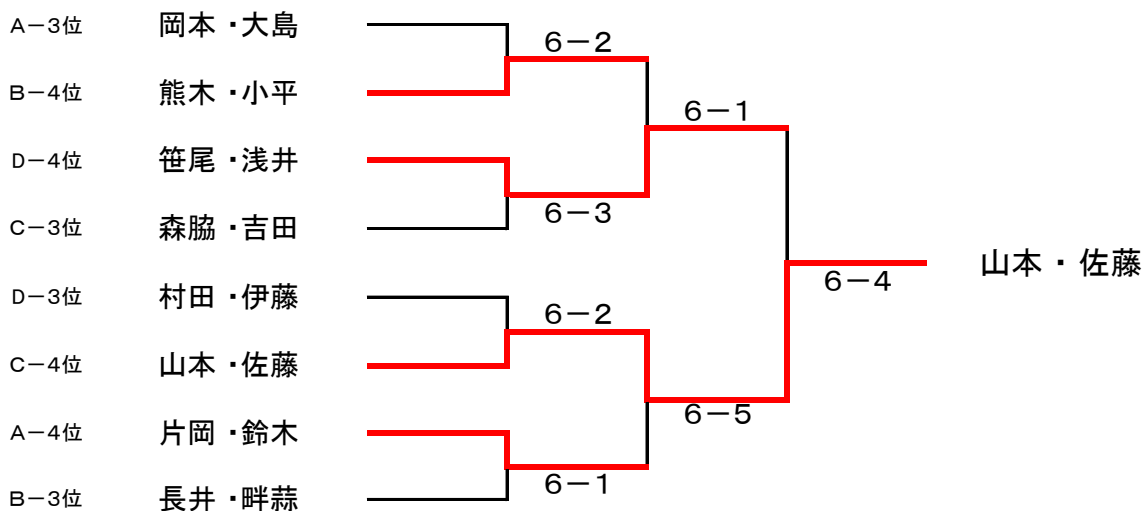 A－3位 岡本・大島
6－2
B－4位 熊木・小平
6－1
D－4位 笹尾・浅井
6－3
C－3位 森脇・吉田
山本・佐藤
6－4
D－3位 村田・伊藤
6－2
C－4位 山本・佐藤
6－5
A－4位 片岡・鈴木
6－1
B－3位 長井・畔蒜